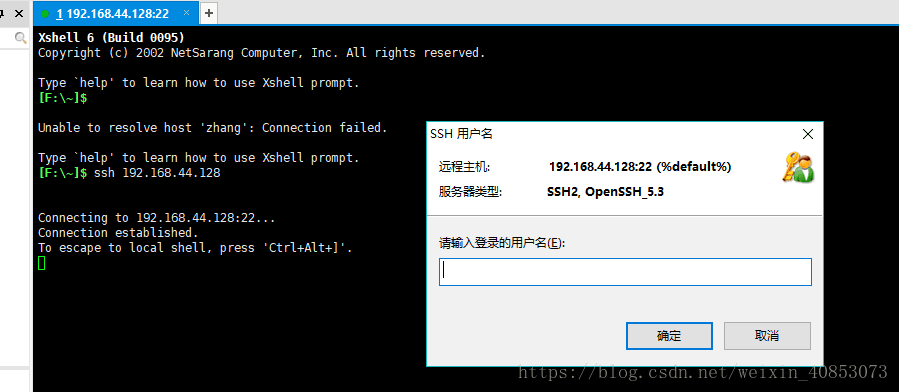 1 192.168.44.128:22
Xshell 6 (Build 0095)
Copyright (c) 2002 NetSarang Computer, Inc. All rights reserved.
Type `help' to learn how to use Xshell prompt.
[F:\~]$
Unable to resolve host 'zhang': Connection failed.
Type `help' to learn how to use Xshell prompt.
[F:\~]$ ssh 192.168.44.128
Connecting to 192.168.44.128:22...
Connection established.
To escape to local shell, press 'Ctrl+Alt+]'.
SSH 用户名
远程主机: 192.168.44.128:22 (%default%)
服务器类型: SSH2, OpenSSH_5.3
请输入登录的用户名(E):
确定 取消
https://blog.csdn.net/weixin_40853073